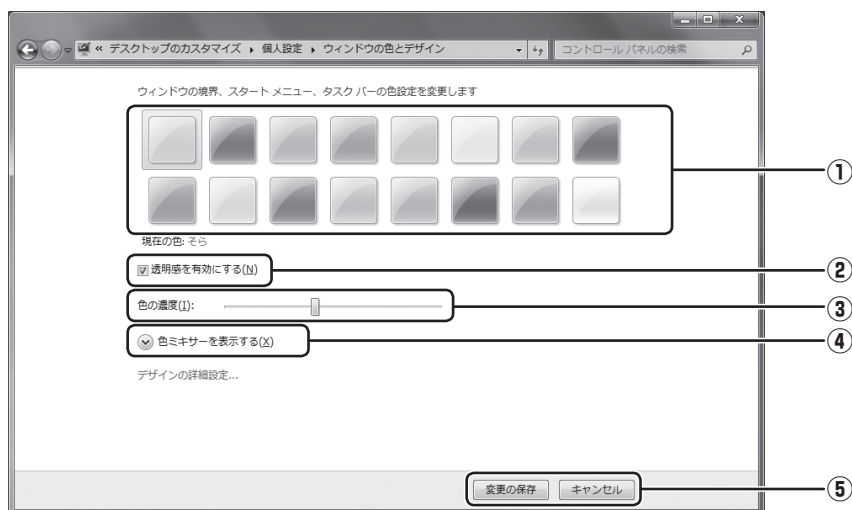 « デスクトップのカスタマイズ ▸ 個人設定 ▸ ウィンドウの色とデザイン
コントロール パネルの検索
ウィンドウの境界、スタート メニュー、タスク バーの色設定を変更します
①
現在の色: そら
透明感を有効にする(N)
②
色の濃度(I):
③
色ミキサーを表示する(X)
④
デザインの詳細設定...
変更の保存 キャンセル
⑤